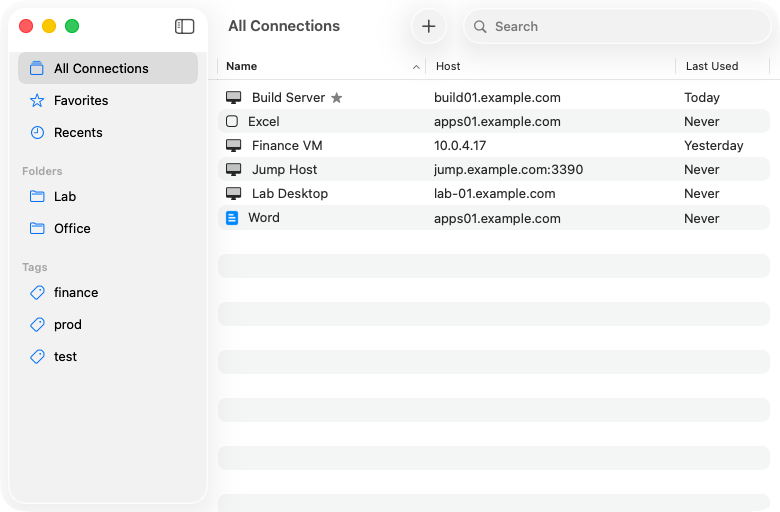 All Connections
Favorites
Recents
Folders
Lab
Office
Tags
finance
prod
test
All Connections
Search
Name Host Last Used
Build Server build01.example.com Today
Excel apps01.example.com Never
Finance VM 10.0.4.17 Yesterday
Jump Host jump.example.com:3390 Never
Lab Desktop lab-01.example.com Never
Word apps01.example.com Never